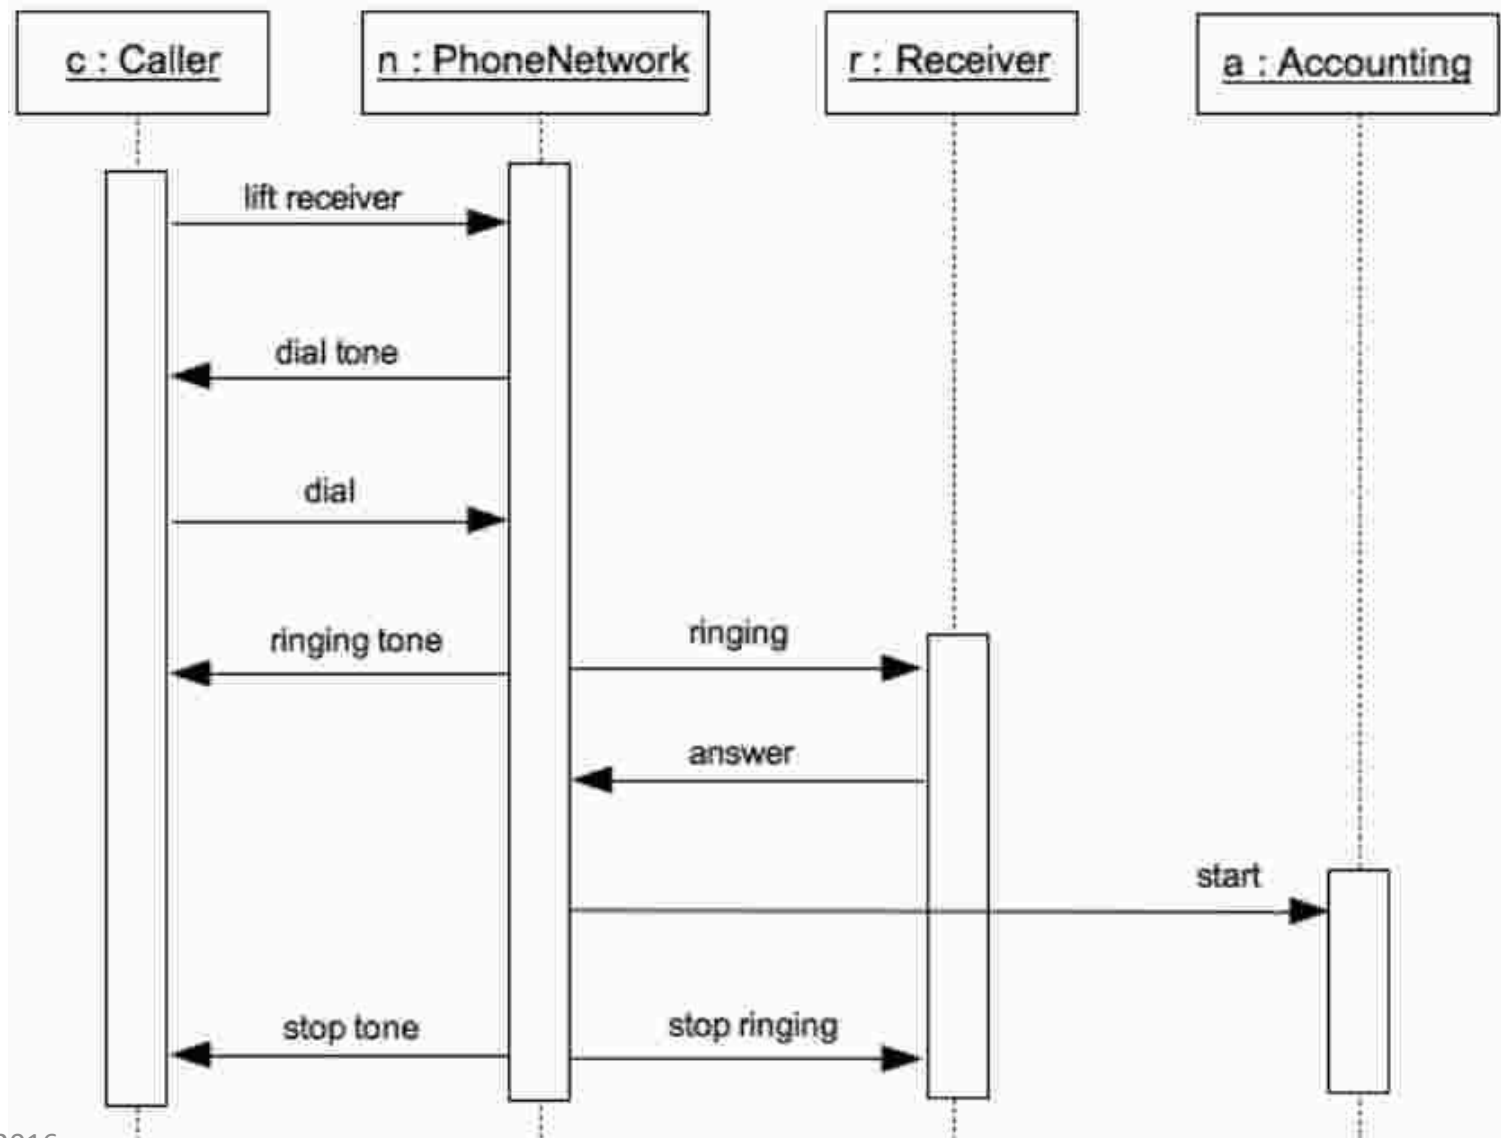 c : Caller
n : PhoneNetwork
r : Receiver
a : Accounting
lift receiver
dial tone
dial
ringing tone
ringing
answer
start
stop tone
stop ringing